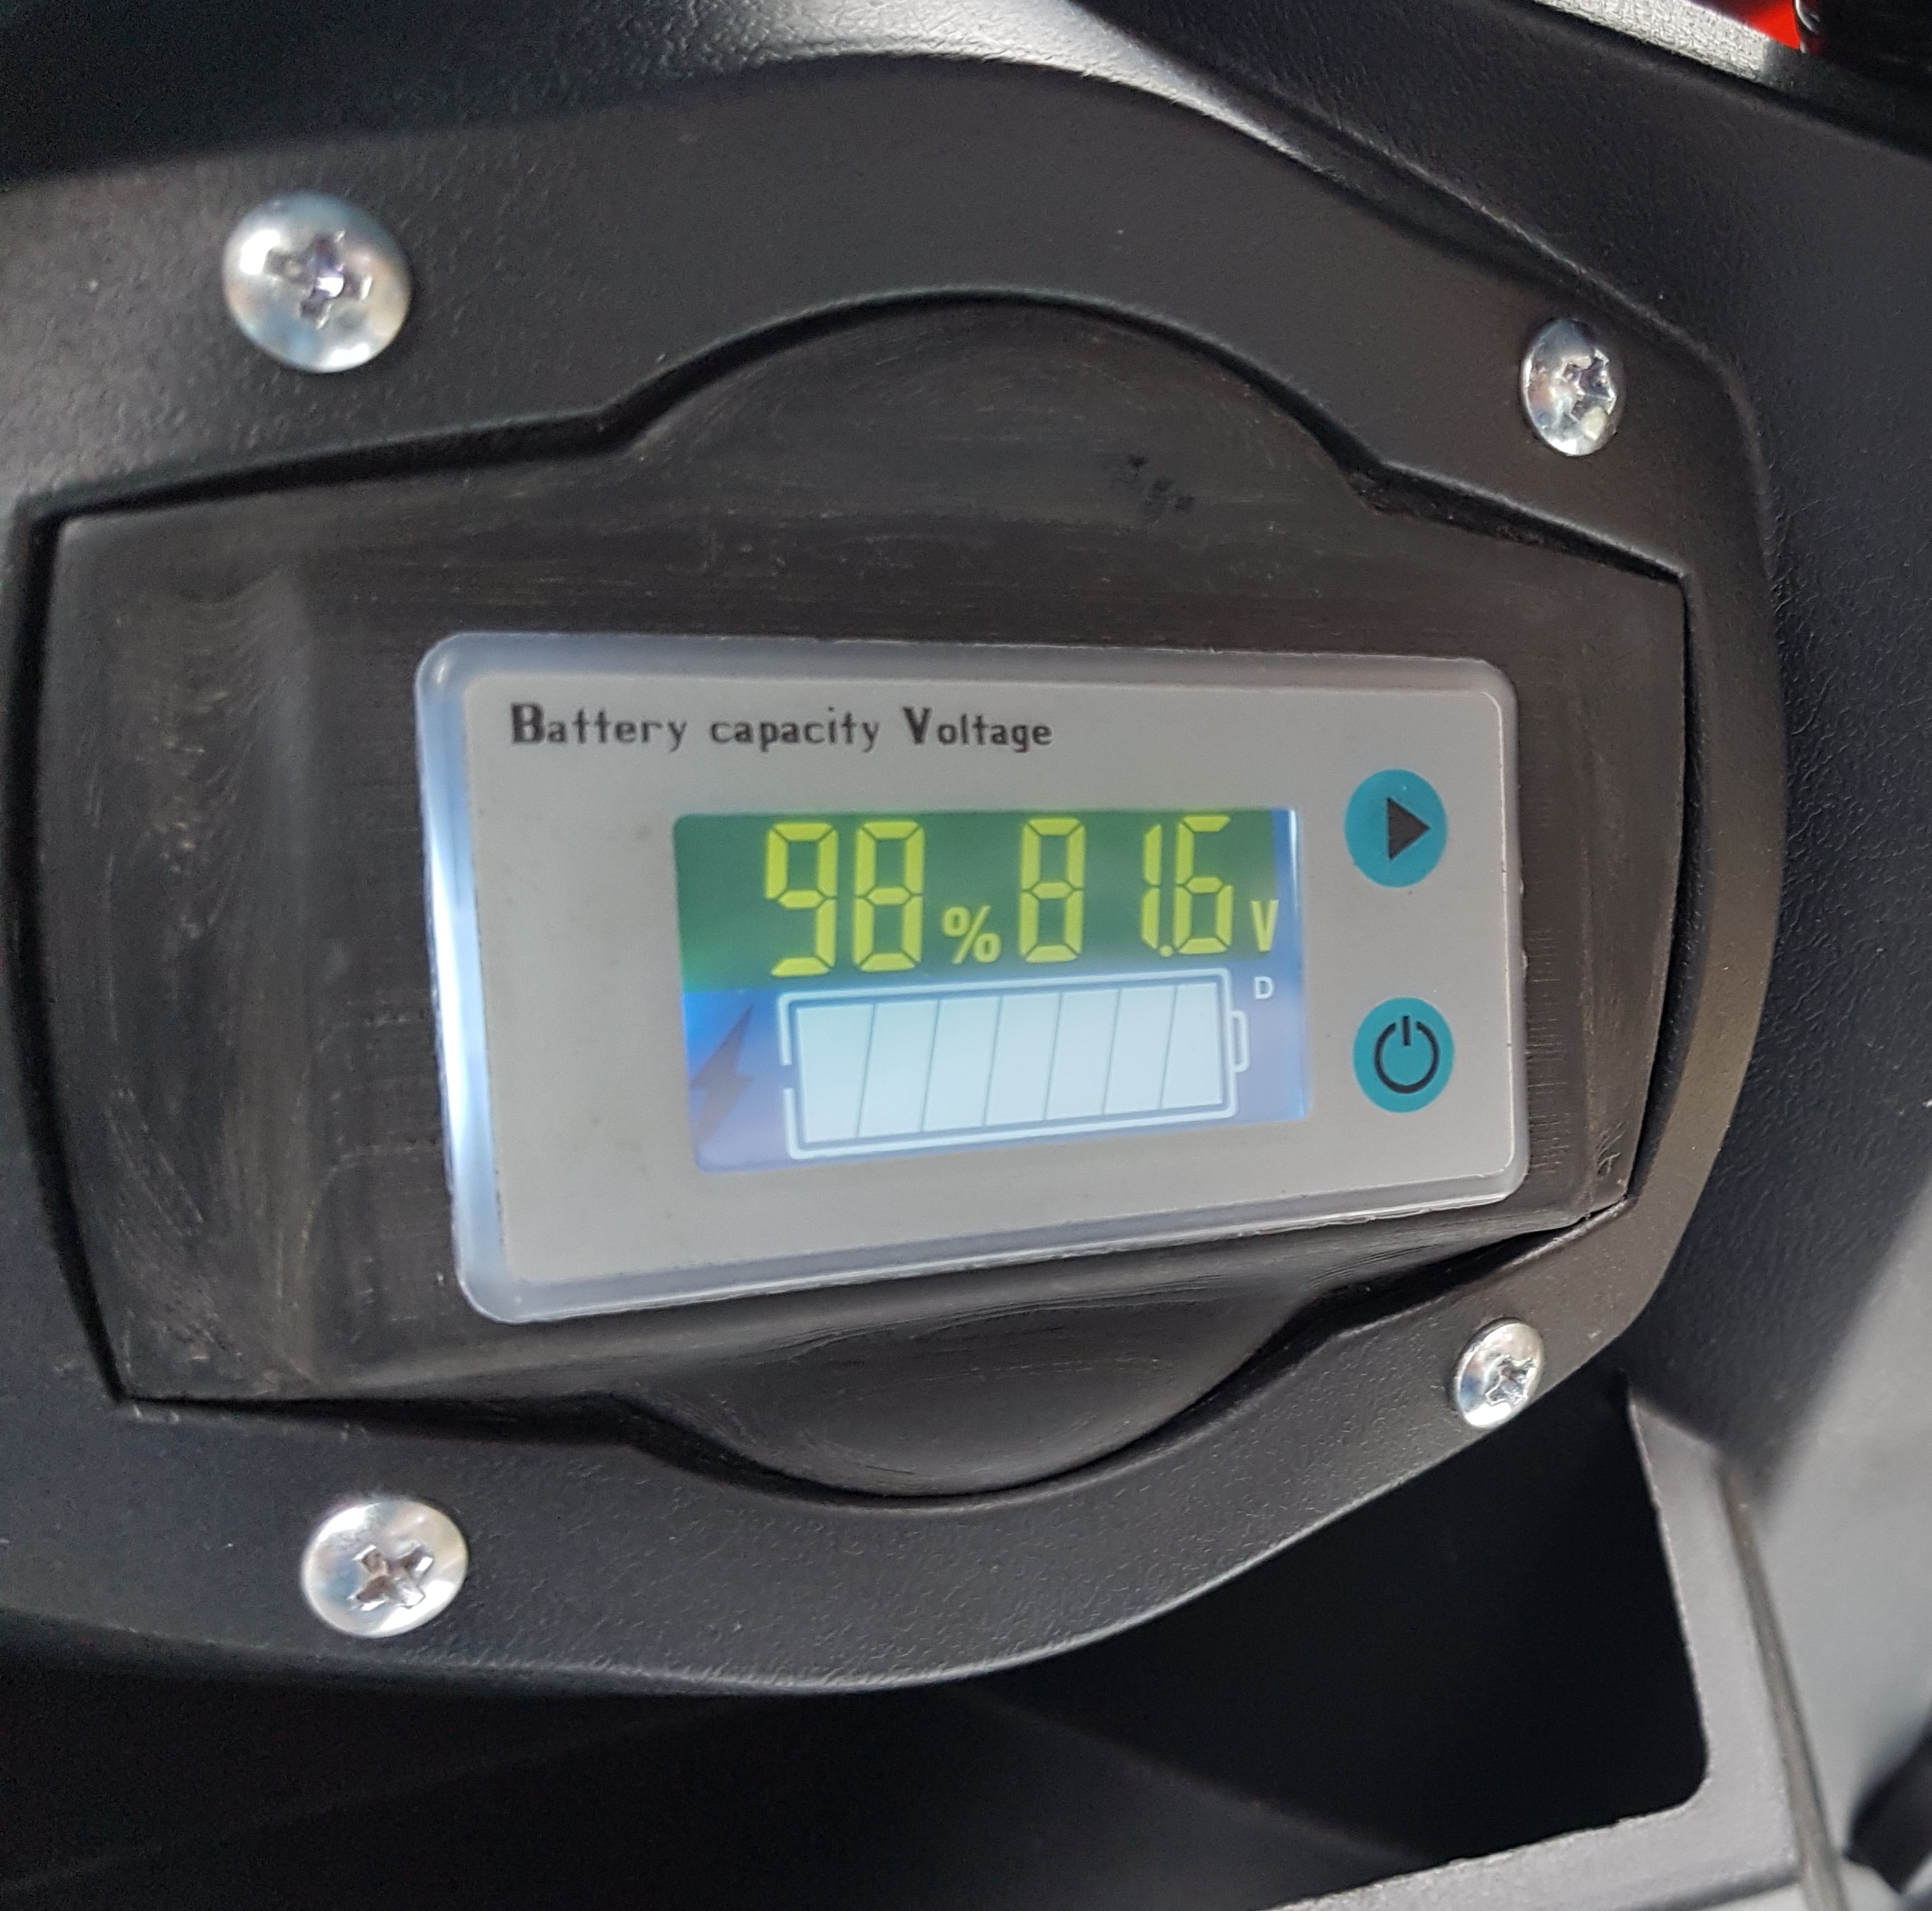 Battery capacity Voltage
98% 81.6V
D